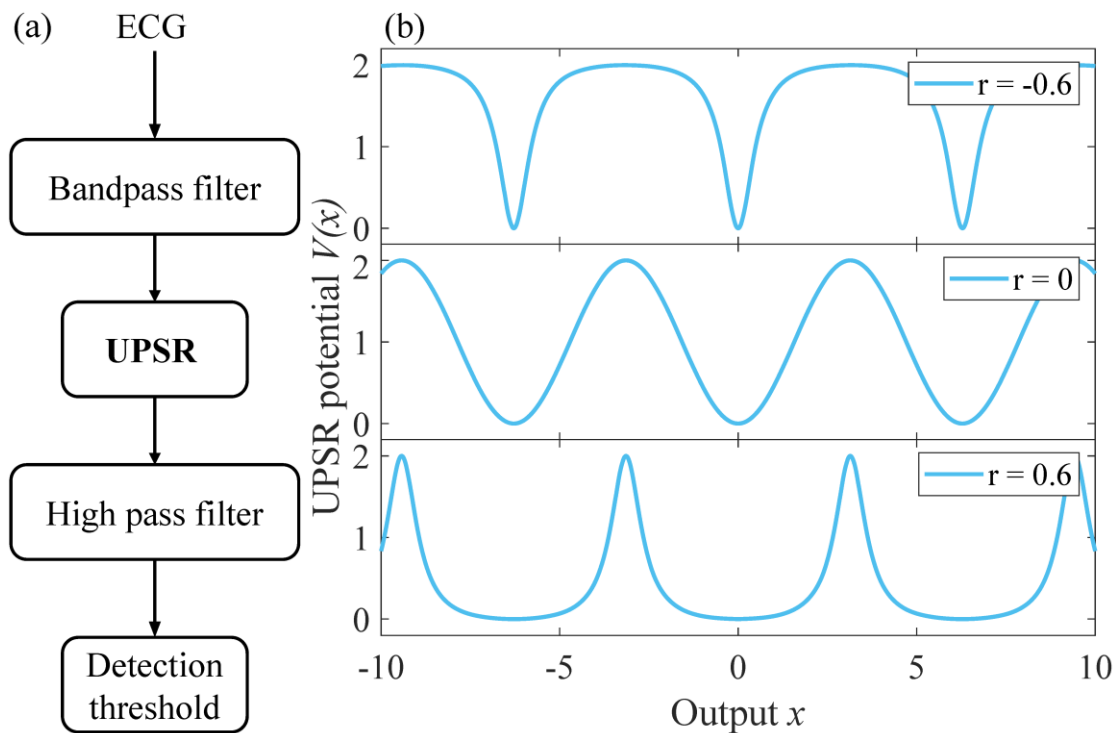 (a)
ECG
Bandpass filter
UPSR
High pass filter
Detection
threshold
(b)
UPSR potential V(x)
2
1
0
r = -0.6
2
1
0
r = 0
2
1
0
r = 0.6
-10
-5
0
5
10
Output x